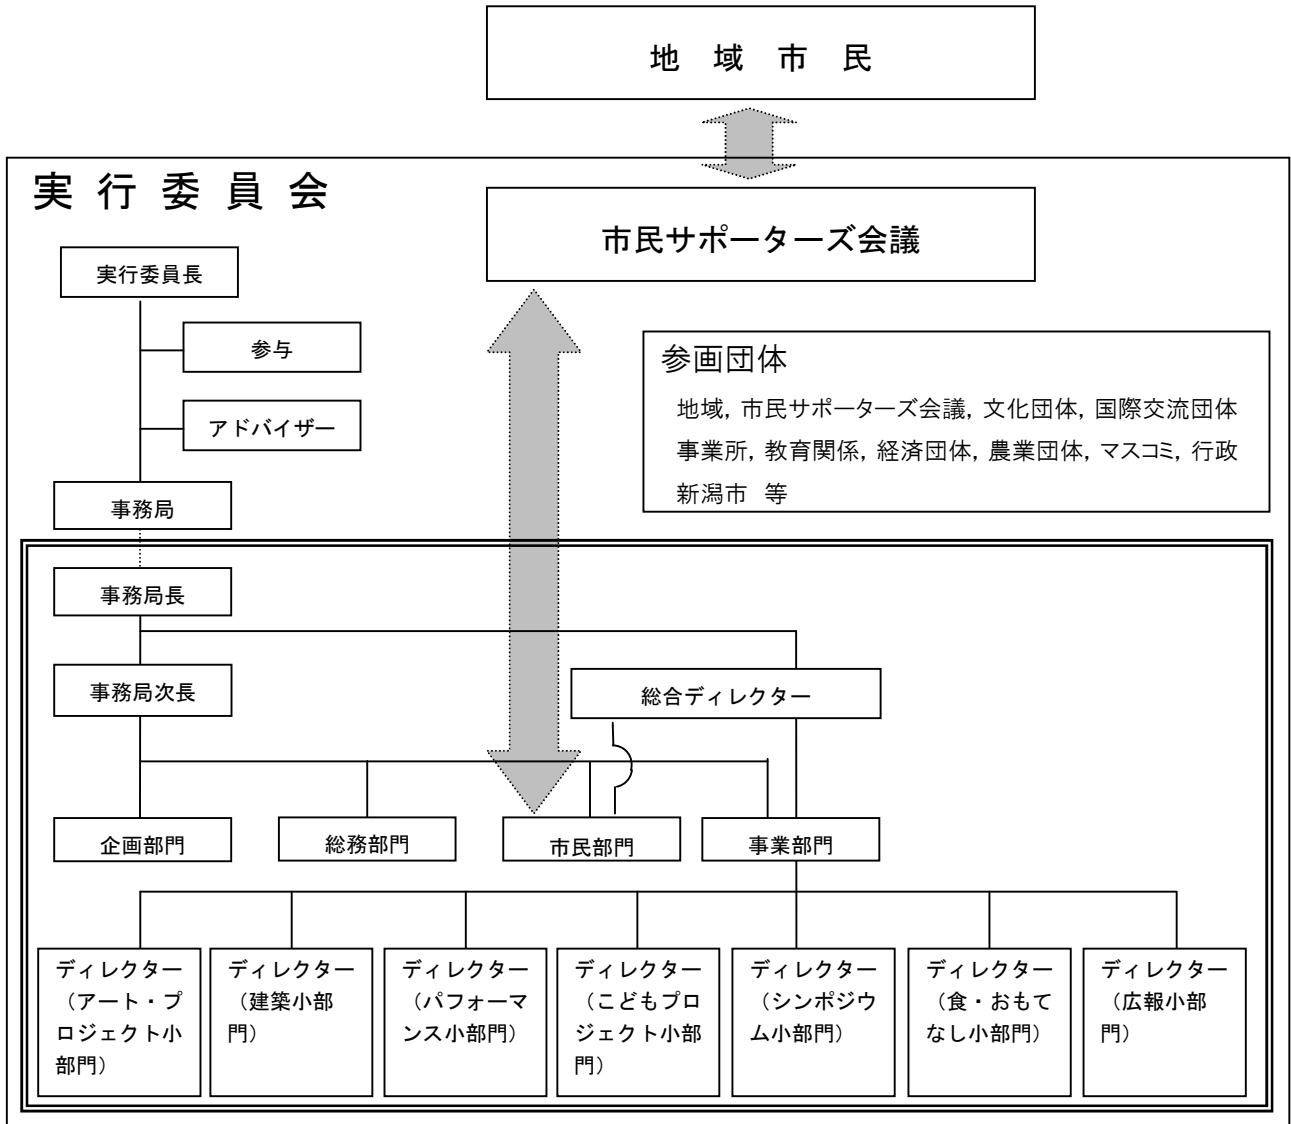 地 域 市 民
実 行 委 員 会
市民サポーターズ会議
実行委員長
参与
アドバイザー
事務局
参画団体
地域，市民サポーターズ会議，文化団体，国際交流団体
事業所，教育関係，経済団体，農業団体，マスコミ，行政
新潟市 等
事務局長
事務局次長
総合ディレクター
企画部門
総務部門
市民部門
事業部門
ディレクター
（アート・プ
ロジェクト小
部門）
ディレクター
（建築小部
門）
ディレクター
（パフォーマ
ンス小部門）
ディレクター
（こどもプロ
ジェクト小部
門）
ディレクター
（シンポジウ
ム小部門）
ディレクター
（食・おもて
なし小部門）
ディレクター
（広報小部
門）